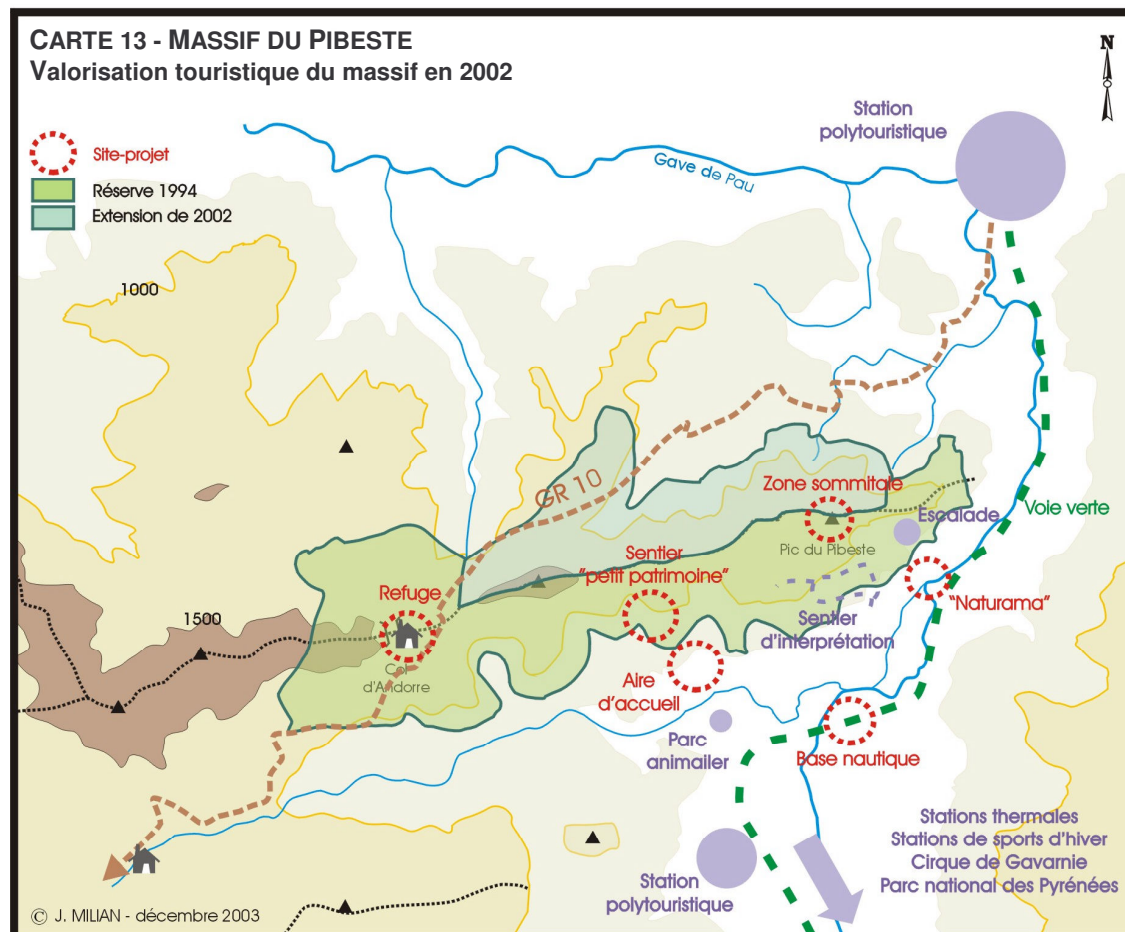 CARTE 13 - MASSIF DU PIBESTE
Valorisation touristique du massif en 2002
N
Station
polytouristique
Site-projet
Gave de Pau
Réserve 1994
Extension de 2002
1000
GR 10
Zone sommitale
Escalade
Voie verte
Pic du Pibeste
Sentier
"petit patrimoine"
Refuge
"Naturama"
1500
Sentier
d'interprétation
Col
d'Andorre
Aire
d'accueil
Parc
animalier
Base nautique
Stations thermales
Stations de sports d'hiver
Cirque de Gavarnie
Parc national des Pyrénées
Station
polytouristique
© J. MILIAN - décembre 2003